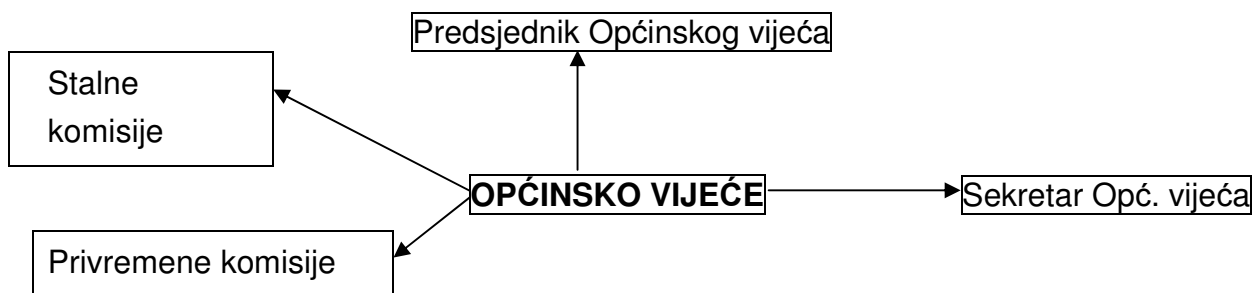 Predsjednik Općinskog vijeća
Stalne
komisije
OPĆINSKO VIJEĆE
Sekretar Opć. vijeća
Privremene komisije